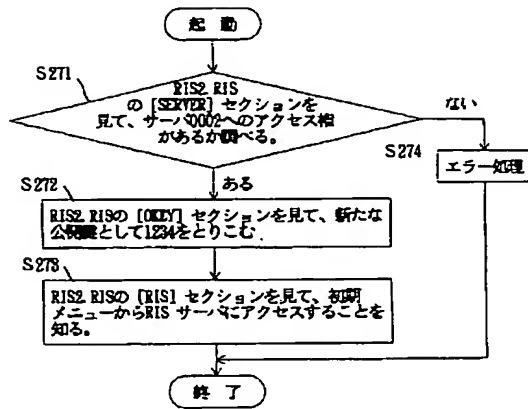 起 動
S271
RIS2.RIS
の [SERVER] セクションを
見て、サーバ0002へのアクセス権
があるか調べる。
ない
S274
エラー処理
ある
S272
RIS2.RISの [OKEY] セクションを見て、新たな
公開鍵として1234をとりこむ
S273
RIS2.RISの [RIS] セクションを見て、初期
メニューからRIS サーバにアクセスすることを
知る。
終 了